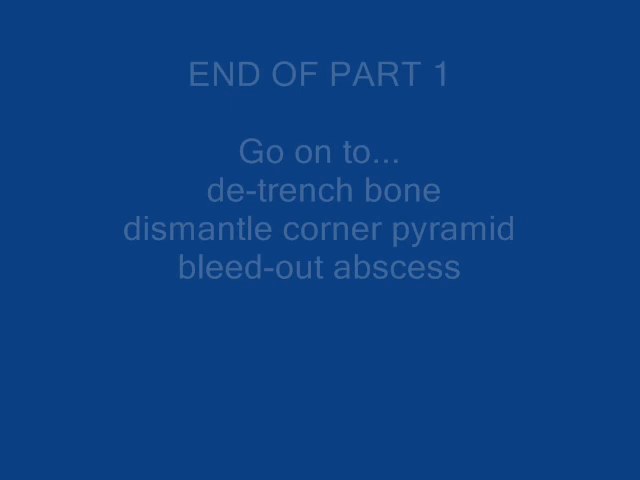 END OF PART 1
Go on to...
de-trench bone
dismantle corner pyramid
bleed-out abscess